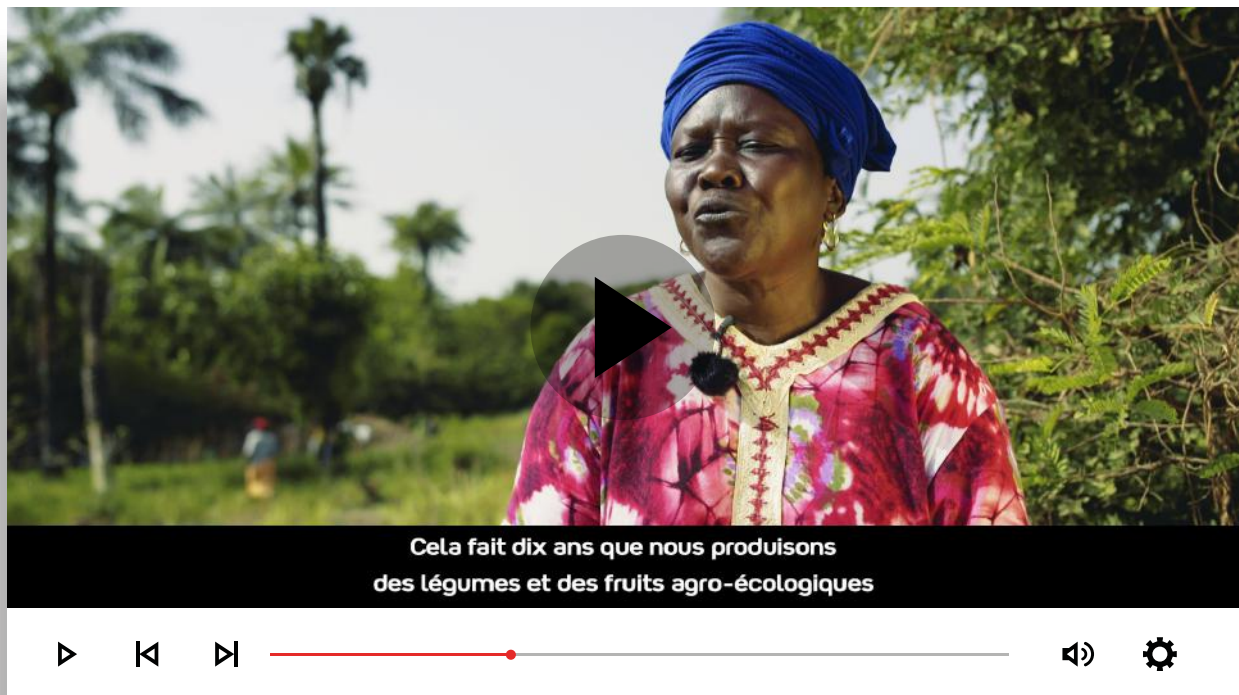 Cela fait dix ans que nous produisons
des légumes et des fruits agro-écologiques